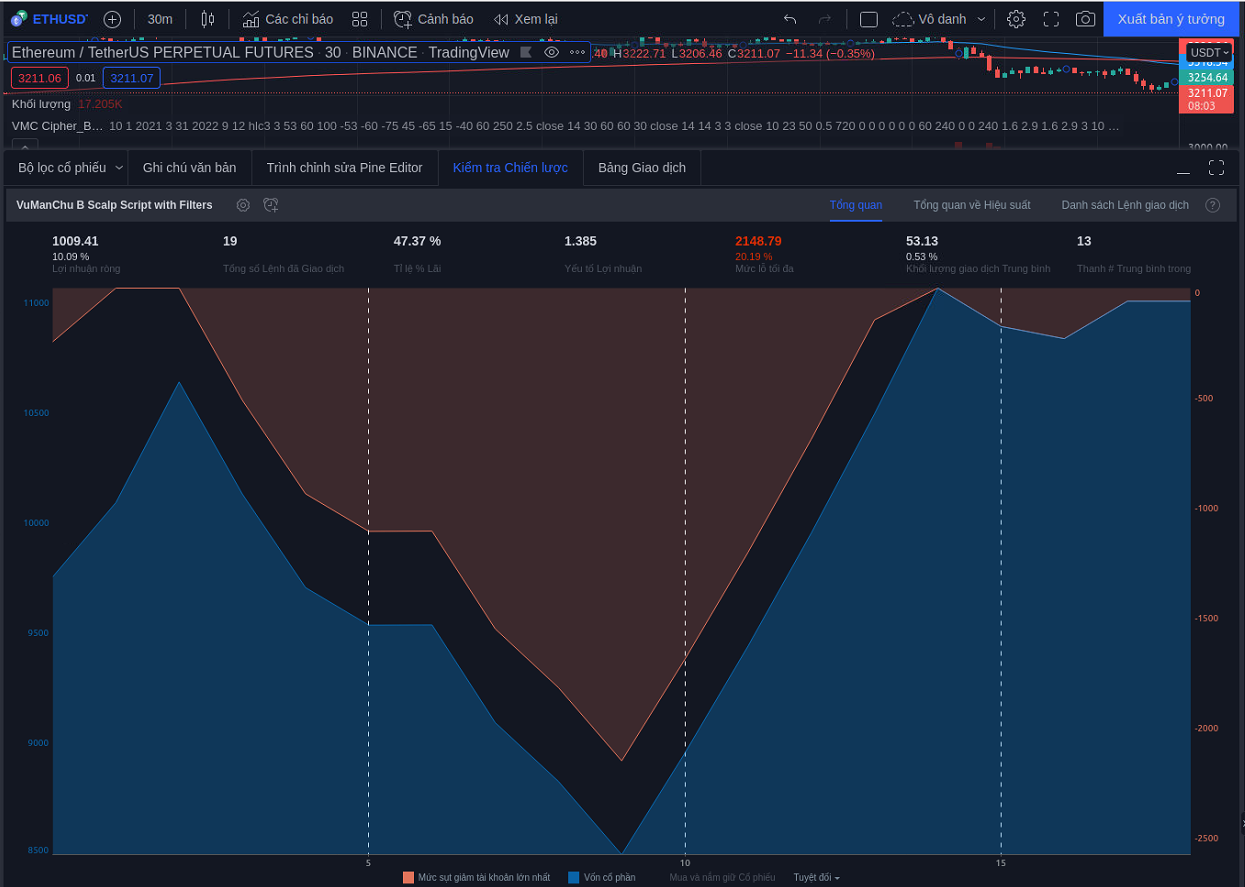 ETHUSD 30m Các chỉ báo Cảnh báo Xem lại Vô danh Xuất bản ý tưởng
Ethereum / TetherUS PERPETUAL FUTURES · 30 · BINANCE · TradingView H3222.71 L3206.46 C3211.07 −11.34 (−0.35%)
USDT
3211.06 0.01 3211.07
3254.64
3211.07
08:03
Khối lượng 17.205K
VMC Cipher_B... 10 1 2021 3 31 2022 9 12 hlc3 3 53 60 100 -53 -60 -75 45 -65 15 -40 60 250 2.5 close 14 30 60 60 30 close 14 14 3 3 close 10 23 50 0.5 720 0 0 0 0 0 0 60 240 0 0 240 1.6 2.9 1.6 2.9 3 10 ...
3000.00
Bộ lọc cổ phiếu Ghi chú văn bản Trình chỉnh sửa Pine Editor Kiểm tra Chiến lược Bảng Giao dịch
VuManChu B Scalp Script with Filters Tổng quan Tổng quan về Hiệu suất Danh sách Lệnh giao dịch ?
1009.41 19 47.37 % 1.385 2148.79 53.13 13
10.09 % 20.19 % 0.53 %
Lợi nhuận ròng Tổng số Lệnh đã Giao dịch Tỉ lệ % Lãi Yếu tố Lợi nhuận Mức lỗ tối đa Khối lượng giao dịch Trung bình Thanh # Trung bình trong
11000 0
10500 -500
10000 -1000
9500 -1500
9000 -2000
8500 -2500
5 10 15
Mức sụt giảm tài khoản lớn nhất Vốn cổ phần Mua và nắm giữ Cổ phiếu Tuyệt đối